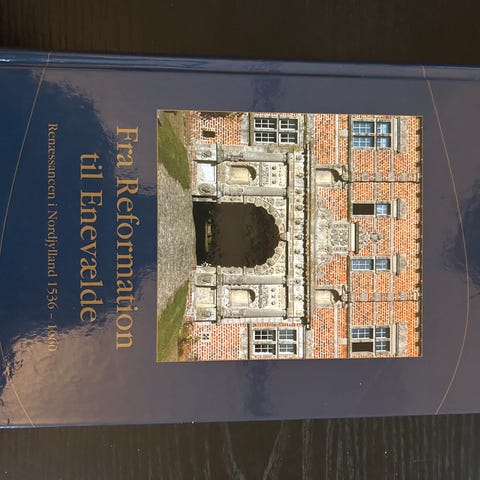 Fra Reformation
til Enevælde
Renæssancen i Nordjylland 1536 - 1660